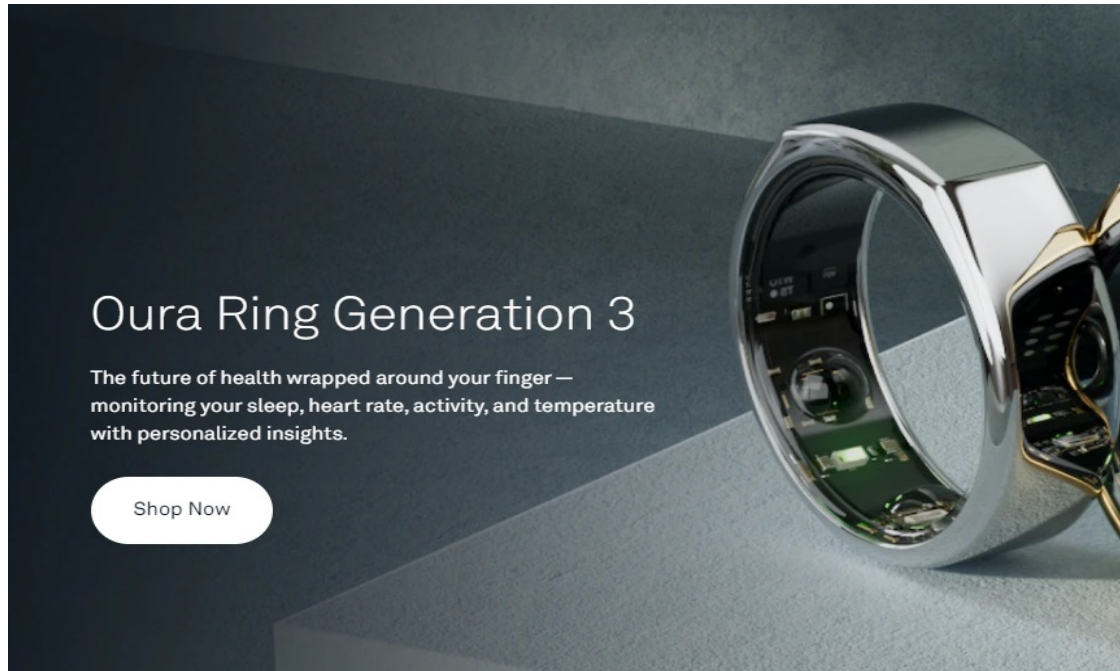 Oura Ring Generation 3
The future of health wrapped around your finger —
monitoring your sleep, heart rate, activity, and temperature
with personalized insights.
Shop Now